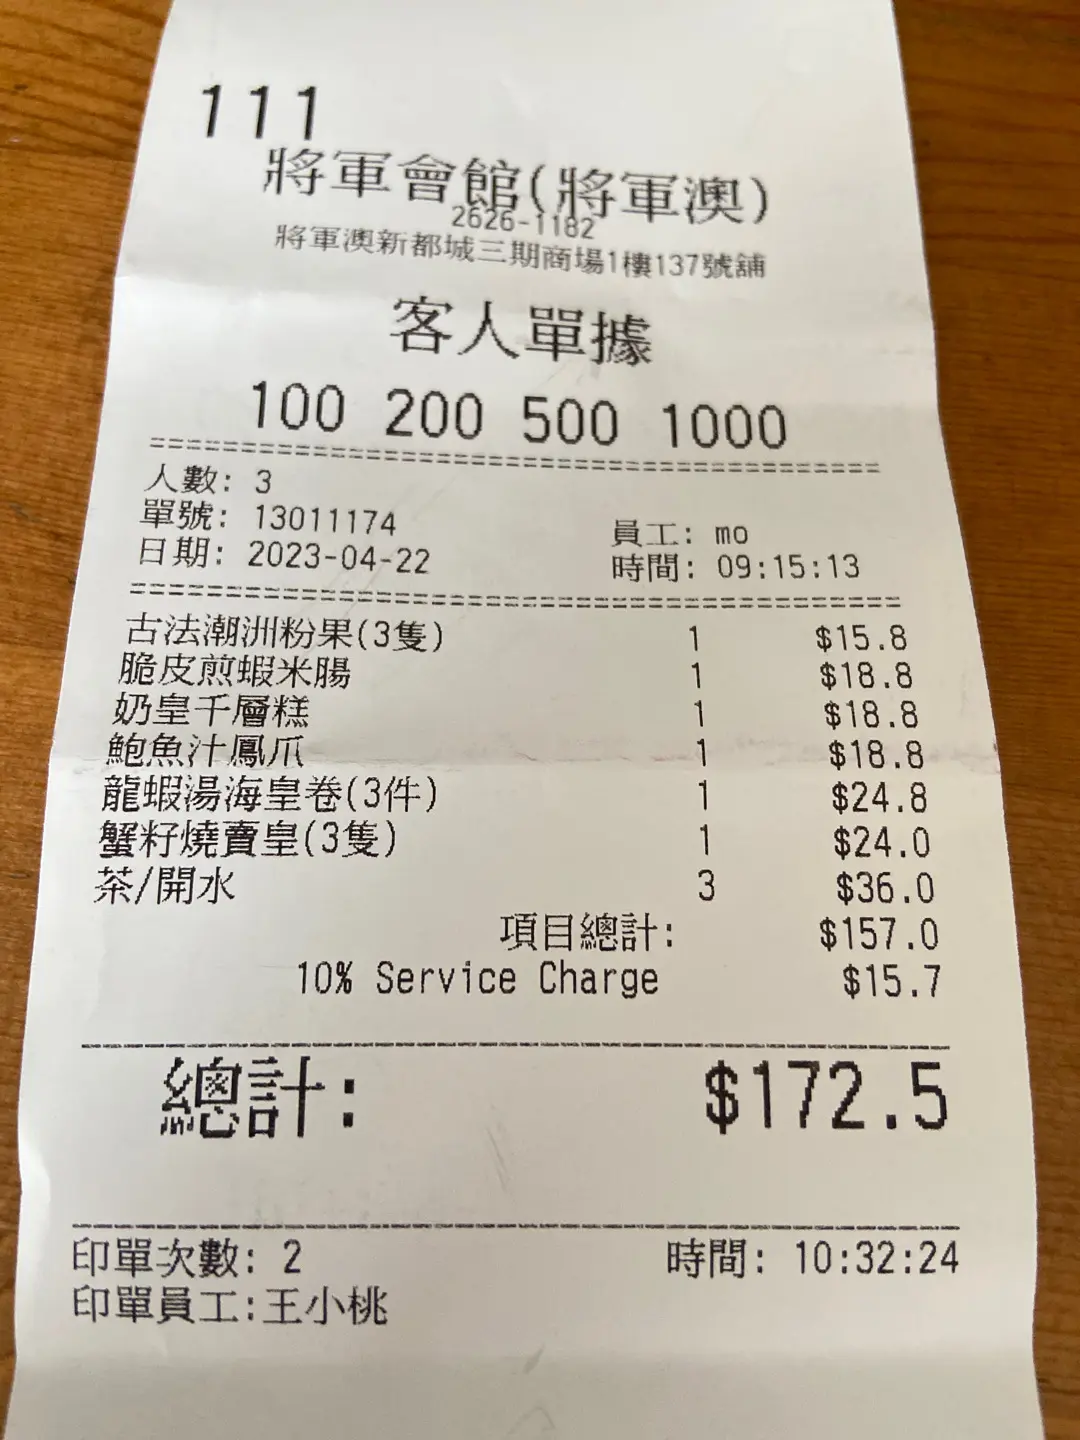 111
將軍會館(將軍澳)
2626-1182
將軍澳新都城三期商場1樓137號舖
客人單據
100 200 500 1000
人數: 3
單號: 13011174 員工: mo
日期: 2023-04-22 時間: 09:15:13
古法潮洲粉果(3隻) 1 $15.8
脆皮煎蝦米腸 1 $18.8
奶皇千層糕 1 $18.8
鮑魚汁鳳爪 1 $18.8
龍蝦湯海皇卷(3件) 1 $24.8
蟹籽燒賣皇(3隻) 1 $24.0
茶/開水 3 $36.0
項目總計: $157.0
10% Service Charge $15.7
總計: $172.5
印單次數: 2 時間: 10:32:24
印單員工:王小桃